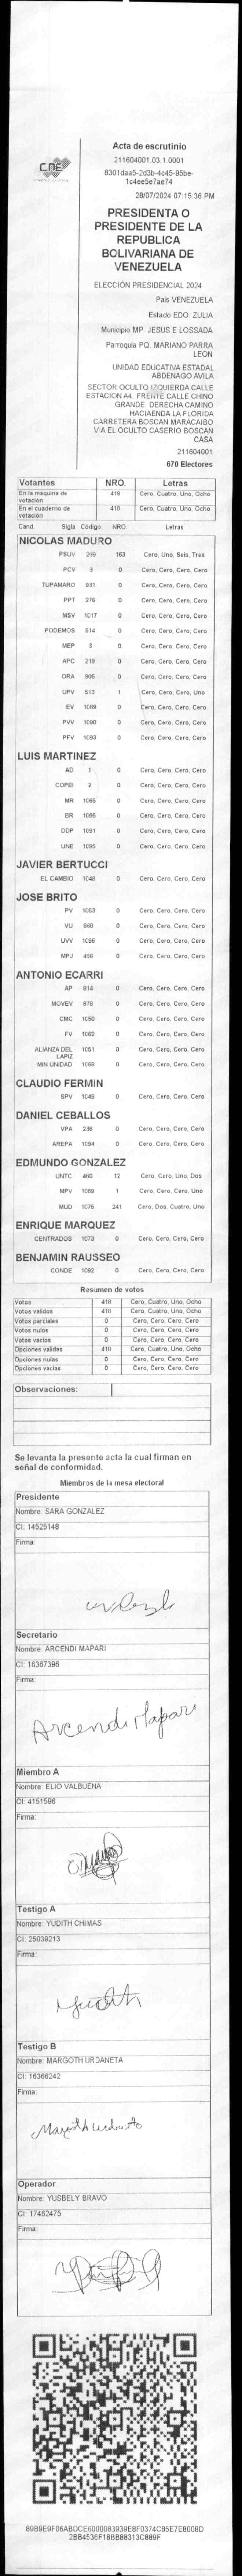 CNE
Acta de escrutinio
211604001.03.1.0001
8301daa5-2d3b-4c45-95be-
1c4ee5e7ae74
28/07/2024 07:15:36 PM
PRESIDENTA O
PRESIDENTE DE LA
REPUBLICA
BOLIVARIANA DE
VENEZUELA
ELECCIÓN PRESIDENCIAL 2024
País VENEZUELA
Estado EDO. ZULIA
Municipio MP. JESUS E LOSSADA
Parroquia PQ. MARIANO PARRA
LEON
UNIDAD EDUCATIVA ESTADAL
ABDENAGO AVILA
SECTOR OCULTO IZQUIERDA CALLE
ESTACION A4. FRENTE CALLE CHINO
GRANDE. DERECHA CAMINO
HACIENDA LA FLORIDA
CARRETERA BOSCAN MARACAIBO
VIA EL OCULTO CASERIO BOSCAN
CASA
211604001
670 Electores
Votantes NRO. Letras
En la máquina de votación 418 Cero, Cuatro, Uno, Ocho
En el cuaderno de votación 418 Cero, Cuatro, Uno, Ocho
Cand. Sigla Código NRO Letras
NICOLAS MADURO
PSUV 163 Cero, Uno, Seis, Tres
PCV 0 Cero, Cero, Cero, Cero
TUPAMARO 931 0 Cero, Cero, Cero, Cero
PPT 276 0 Cero, Cero, Cero, Cero
MSV 1017 0 Cero, Cero, Cero, Cero
PODEMOS 514 0 Cero, Cero, Cero, Cero
MEP 5 0 Cero, Cero, Cero, Cero
APC 219 0 Cero, Cero, Cero, Cero
ORA 906 0 Cero, Cero, Cero, Cero
UPV 513 1 Cero, Cero, Cero, Uno
EV 1089 0 Cero, Cero, Cero, Cero
PVV 1090 0 Cero, Cero, Cero, Cero
PFV 1093 0 Cero, Cero, Cero, Cero
LUIS MARTINEZ
AD 1 0 Cero, Cero, Cero, Cero
COPEI 2 0 Cero, Cero, Cero, Cero
MR 1065 0 Cero, Cero, Cero, Cero
BR 1066 0 Cero, Cero, Cero, Cero
DDP 1091 0 Cero, Cero, Cero, Cero
UNE 1095 0 Cero, Cero, Cero, Cero
JAVIER BERTUCCI
EL CAMBIO 1048 0 Cero, Cero, Cero, Cero
JOSE BRITO
PV 1053 0 Cero, Cero, Cero, Cero
VU 868 0 Cero, Cero, Cero, Cero
UVV 1096 0 Cero, Cero, Cero, Cero
MPJ 498 0 Cero, Cero, Cero, Cero
ANTONIO ECARRI
AP 814 0 Cero, Cero, Cero, Cero
MOVEV 878 0 Cero, Cero, Cero, Cero
CMC 1050 0 Cero, Cero, Cero, Cero
FV 1062 0 Cero, Cero, Cero, Cero
ALIANZA DEL LAPIZ 1051 0 Cero, Cero, Cero, Cero
MIN UNIDAD 1068 0 Cero, Cero, Cero, Cero
CLAUDIO FERMIN
SPV 1049 0 Cero, Cero, Cero, Cero
DANIEL CEBALLOS
VPA 236 0 Cero, Cero, Cero, Cero
AREPA 1094 0 Cero, Cero, Cero, Cero
EDMUNDO GONZALEZ
UNTC 460 12 Cero, Cero, Uno, Dos
MPV 1069 1 Cero, Cero, Cero, Uno
MUD 1076 241 Cero, Dos, Cuatro, Uno
ENRIQUE MARQUEZ
CENTRADOS 1073 0 Cero, Cero, Cero, Cero
BENJAMIN RAUSSEO
CONDE 1092 0 Cero, Cero, Cero, Cero
Resumen de votos
Votos 418 Cero, Cuatro, Uno, Ocho
Votos válidos 418 Cero, Cuatro, Uno, Ocho
Votos parciales 0 Cero, Cero, Cero, Cero
Votos nulos 0 Cero, Cero, Cero, Cero
Votos vacíos 0 Cero, Cero, Cero, Cero
Opciones válidas 418 Cero, Cuatro, Uno, Ocho
Opciones nulas 0 Cero, Cero, Cero, Cero
Opciones vacías 0 Cero, Cero, Cero, Cero
Observaciones:
Se levanta la presente acta la cual firman en
señal de conformidad.
Miembros de la mesa electoral
Presidente
Nombre: SARA GONZALEZ
CI: 14525148
Firma:
Secretario
Nombre: ARCENDI MAPARI
CI: 16367396
Firma:
Arcendi Mapari
Miembro A
Nombre: ELIO VALBUENA
CI: 4151596
Firma:
Testigo A
Nombre: YUDITH CHIMAS
CI: 25039213
Firma:
Yudith
Testigo B
Nombre: MARGOTH URDANETA
CI: 16366242
Firma:
Margoth Urdaneta
Operador
Nombre: YUSBELY BRAVO
CI: 17462475
Firma:
89B9E9F06ABDCE6000083939E8F0374C85E7E8008D
2BB4536F186B88313C889F